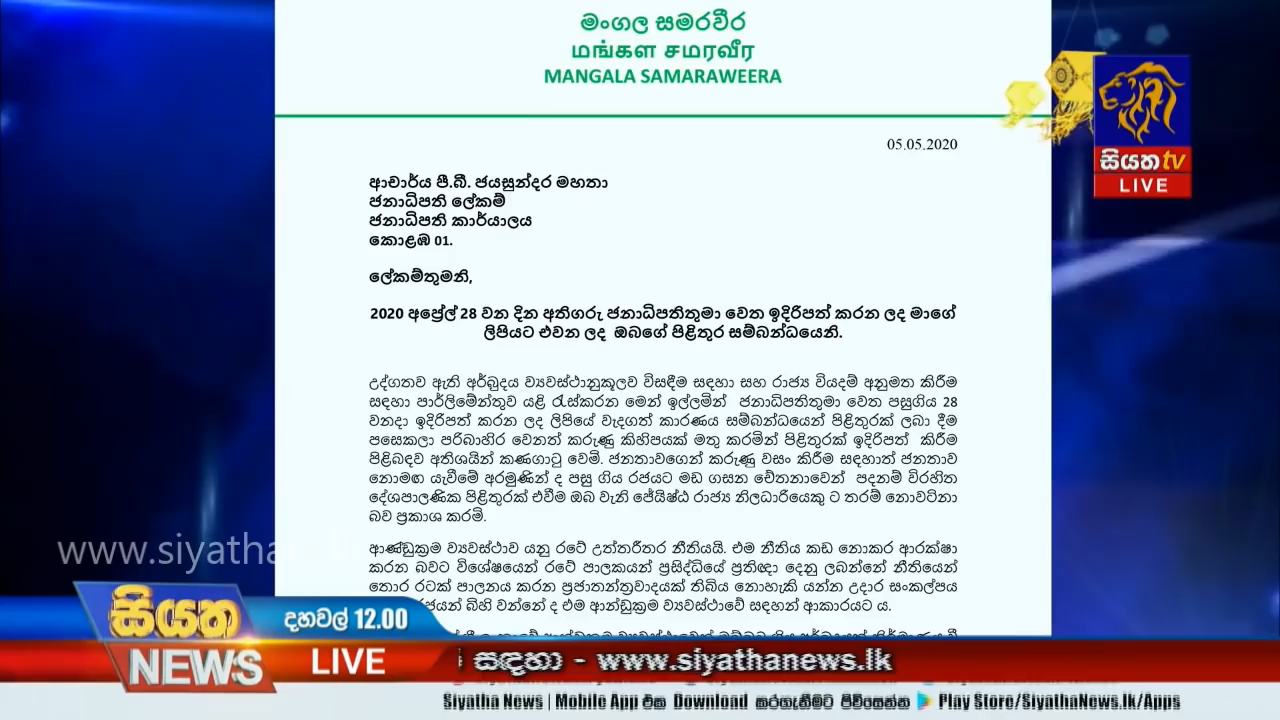 මංගල සමරවීර
மங்கள சமரவீர
MANGALA SAMARAWEERA
05.05.2020
සියත tv
LIVE
ආචාර්ය පී.බී. ජයසුන්දර මහතා
ජනාධිපති ලේකම්
ජනාධිපති කාර්යාලය
කොළඹ 01.
ලේකම්තුමනි,
2020 අප්‍රේල් 28 වන දින අතිගරු ජනාධිපතිතුමා වෙත ඉදිරිපත් කරන ලද මාගේ
ලිපියට එවන ලද ඔබගේ පිළිතුර සම්බන්ධයෙනි.
උද්ගතව ඇති අර්බුදය ව්‍යවස්ථානුකූලව විසඳීම සඳහා සහ රාජ්‍ය වියදම් අනුමත කිරීම
සඳහා පාර්ලිමේන්තුව යළි රැස්කරන මෙන් ඉල්ලමින් ජනාධිපතිතුමා වෙත පසුගිය 28
වනදා ඉදිරිපත් කරන ලද ලිපියේ වැදගත් කාරණය සම්බන්ධයෙන් පිළිතුරක් ලබා දීම
පසෙකලා පරිබාහිර වෙනත් කරුණු කිහිපයක් මතු කරමින් පිළිතුරක් ඉදිරිපත් කිරීම
පිළිබඳව අතිශයින් කණගාටු වෙමි. ජනතාවගෙන් කරුණු වසං කිරීම සඳහාත් ජනතාව
නොමඟ යැවීමේ අරමුණින් ද පසු ගිය රජයට මඩ ගසන චේතනාවෙන් පදනම් විරහිත
දේශපාලණික පිළිතුරක් එවීම ඔබ වැනි ජේයිෂ්ඨ රාජ්‍ය නිලධාරියෙකු ට තරම් නොවටිනා
බව ප්‍රකාශ කරමි.
ආණ්ඩුක්‍රම ව්‍යවස්ථාව යනු රටේ උත්තරීතර නීතියයි. එම නීතිය කඩ නොකර ආරක්ෂා
කරන බවට විශේෂයෙන් රටේ පාලකයන් ප්‍රසිද්ධියේ ප්‍රතිඥා දෙනු ලබන්නේ නීතියෙන්
තොර රටක් පාලනය කරන ප්‍රජාතන්ත්‍රවාදයක් තිබිය නොහැකි යන්න උදාර සංකල්පය
බිහි වන්නේ ද එම ආන්ඩුක්‍රම ව්‍යවස්ථාවේ සඳහන් ආකාරයට ය.
www.siyatha
සියත
NEWS
දහවල් 12.00
LIVE
සඳහා - www.siyathanews.lk
Siyatha News | Mobile App එක Download කරගැනීමට පිවිසෙන්න Play Store/SiyathaNews.lk/Apps